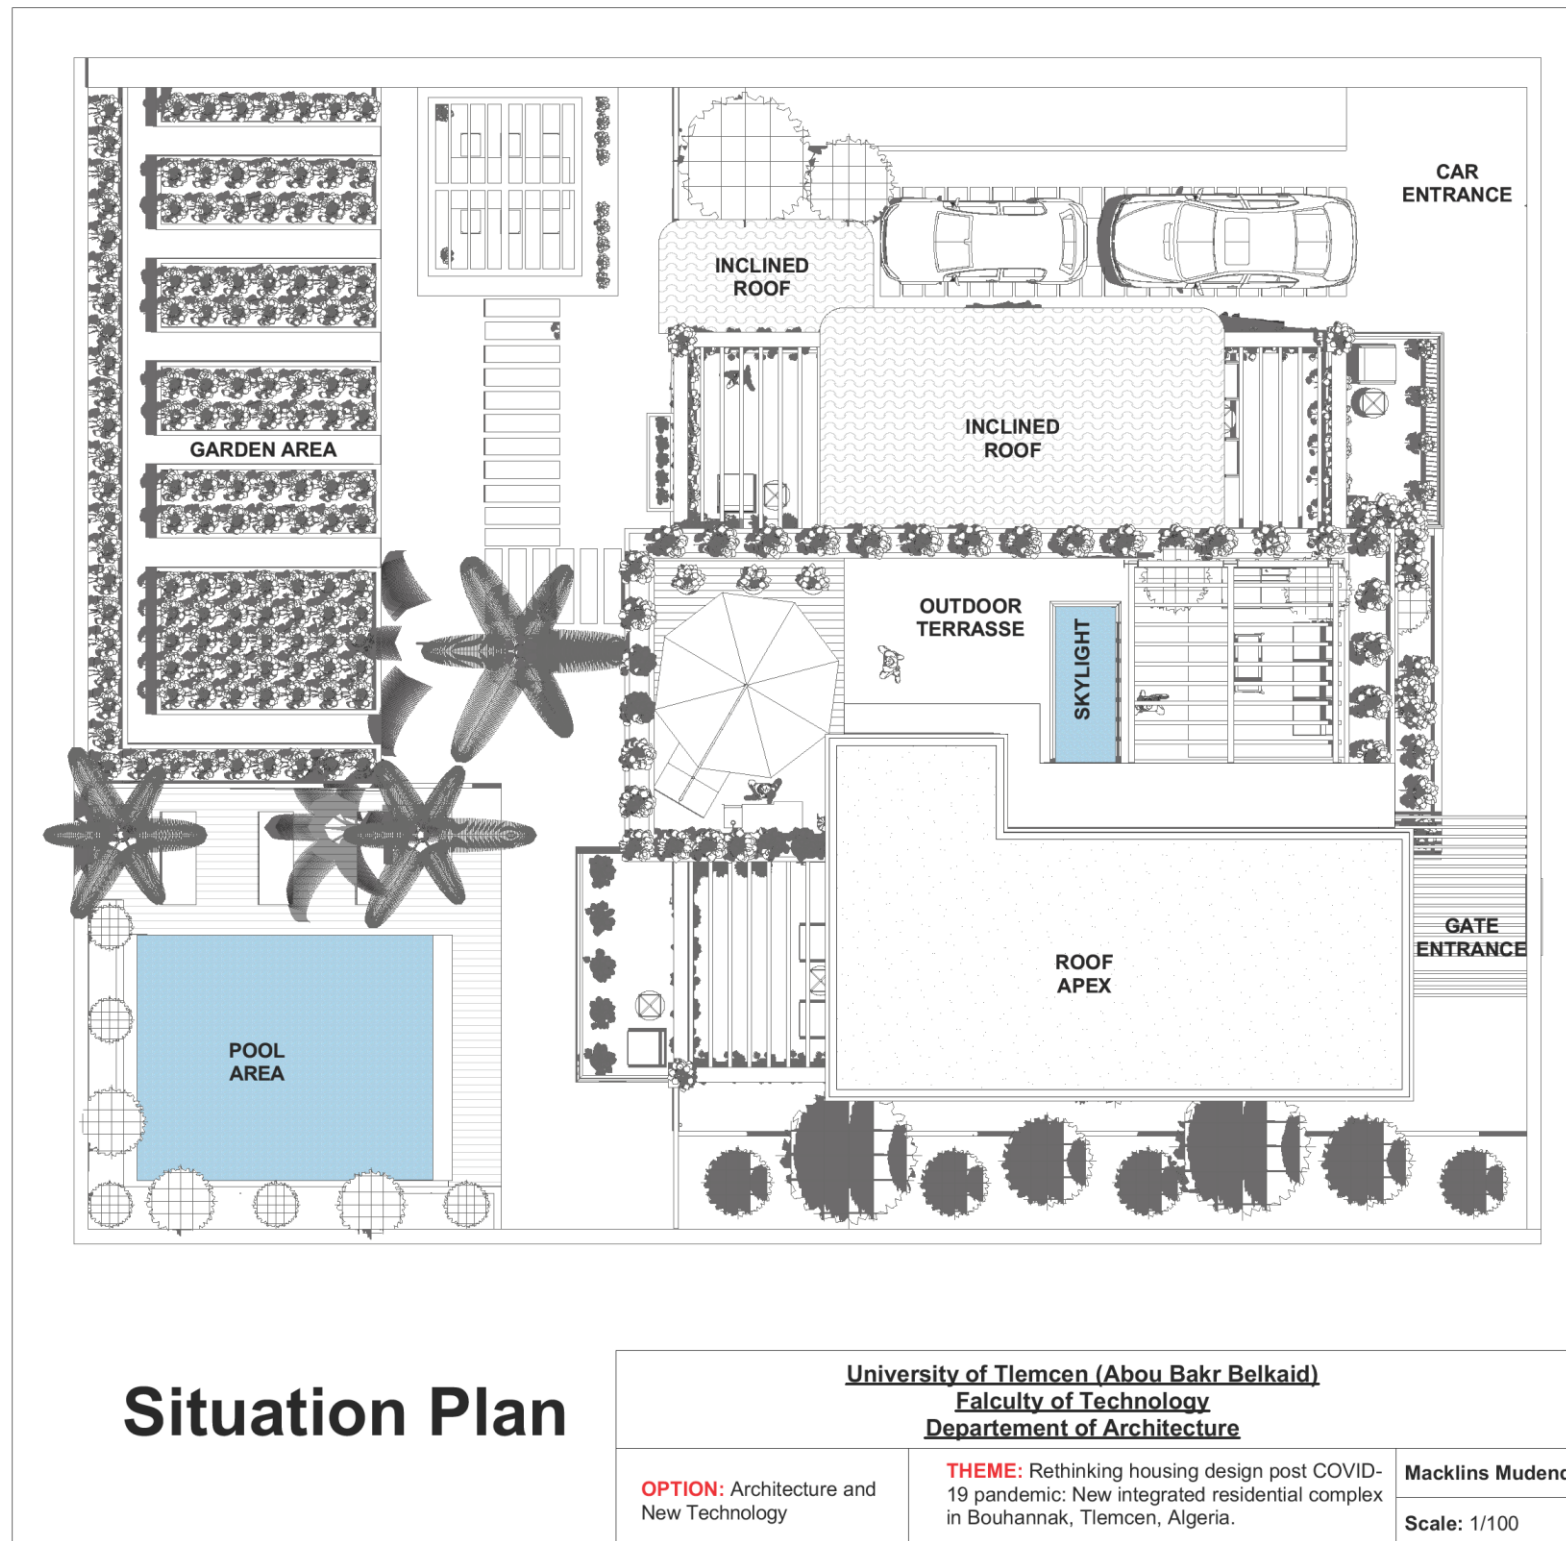 CAR
ENTRANCE
INCLINED
ROOF
INCLINED
ROOF
GARDEN AREA
OUTDOOR
TERRASSE
SKYLIGHT
GATE
ENTRANCE
ROOF
APEX
POOL
AREA
Situation Plan
University of Tlemcen (Abou Bakr Belkaid)
Falculty of Technology
Departement of Architecture
OPTION: Architecture and
New Technology
THEME: Rethinking housing design post COVID-
19 pandemic: New integrated residential complex
in Bouhannak, Tlemcen, Algeria.
Macklins
Scale: 1/100